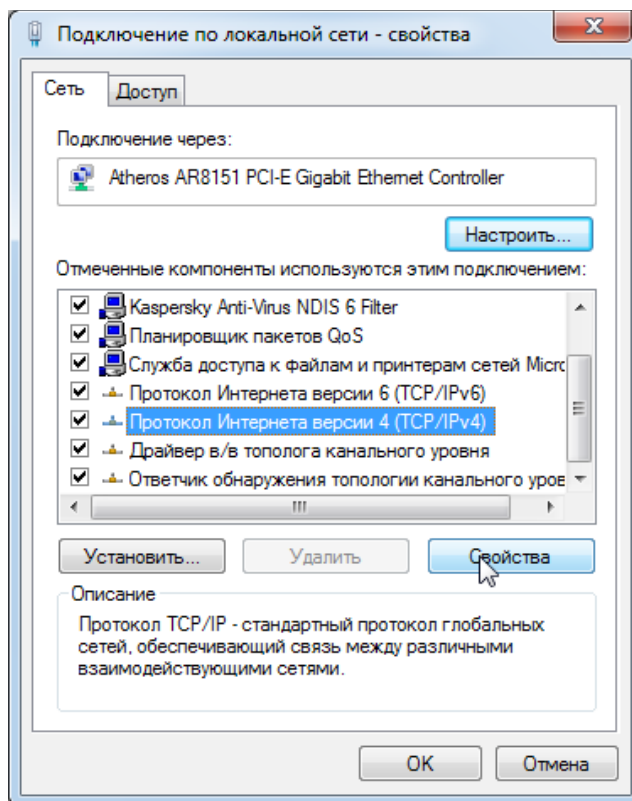 Подключение по локальной сети - свойства
Сеть
Доступ
Подключение через:
Atheros AR8151 PCI-E Gigabit Ethernet Controller
Настроить...
Отмеченные компоненты используются этим подключением:
Kaspersky Anti-Virus NDIS 6 Filter
Планировщик пакетов QoS
Служба доступа к файлам и принтерам сетей Micro
Протокол Интернета версии 6 (TCP/IPv6)
Протокол Интернета версии 4 (TCP/IPv4)
Драйвер в/в тополога канального уровня
Ответчик обнаружения топологии канального уров
Установить...
Удалить
Свойства
Описание
Протокол TCP/IP - стандартный протокол глобальных
сетей, обеспечивающий связь между различными
взаимодействующими сетями.
OK
Отмена